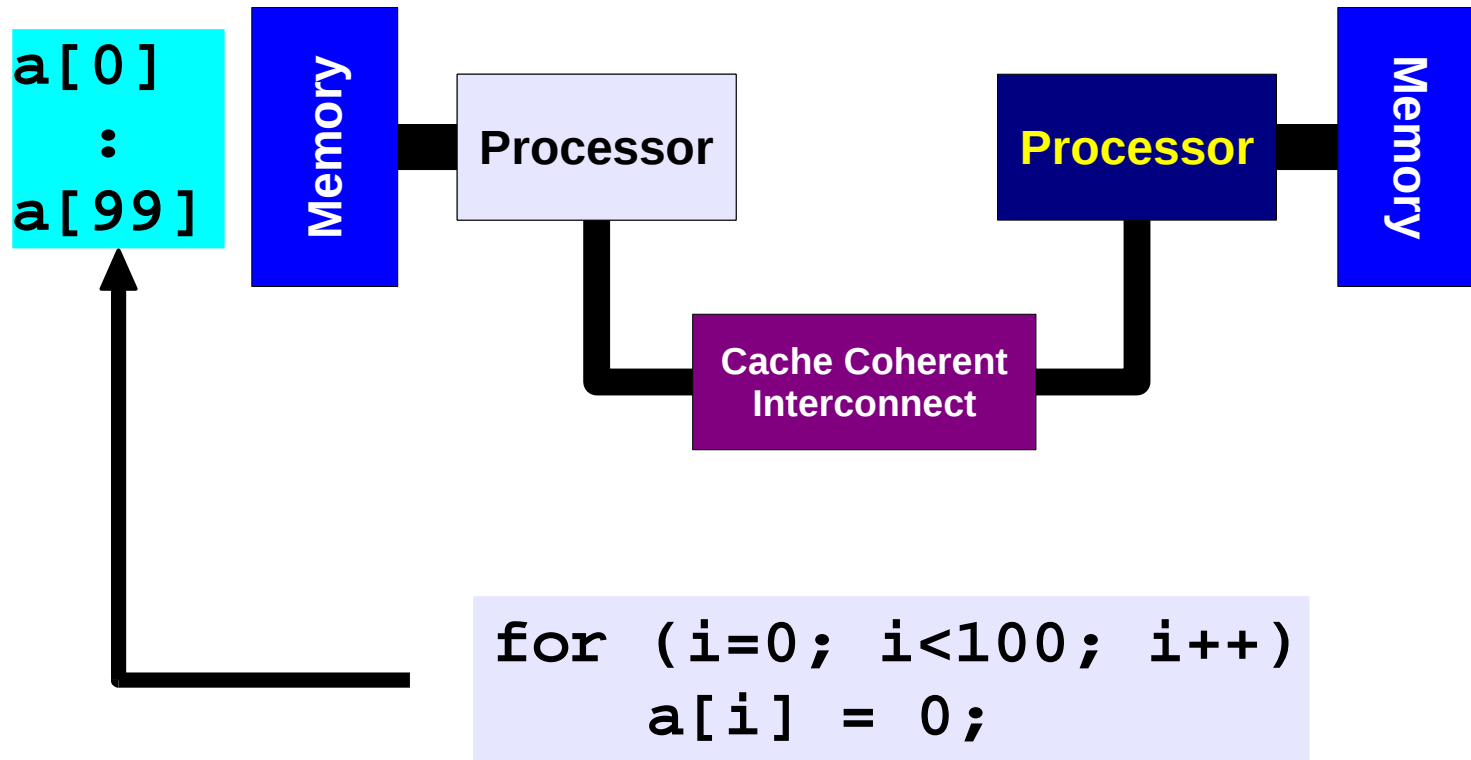 a[0]
:
a[99]
Memory
Processor
Processor
Memory
Cache Coherent
Interconnect
for (i=0; i<100; i++)
a[i] = 0;